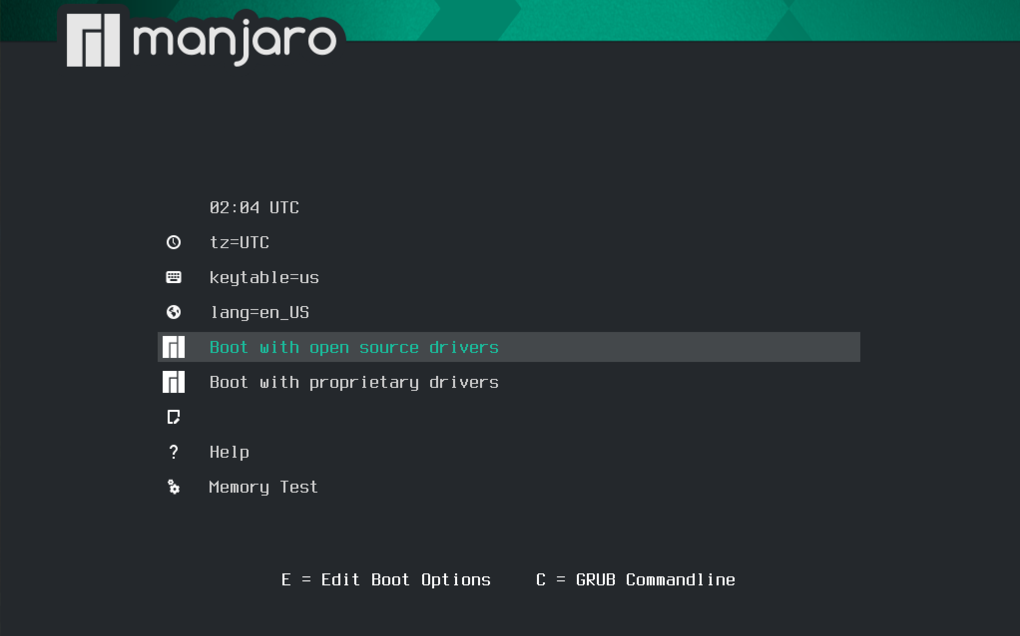 manjaro
02:04 UTC
tz=UTC
keytable=us
lang=en_US
Boot with open source drivers
Boot with proprietary drivers
? Help
Memory Test
E = Edit Boot Options C = GRUB Commandline